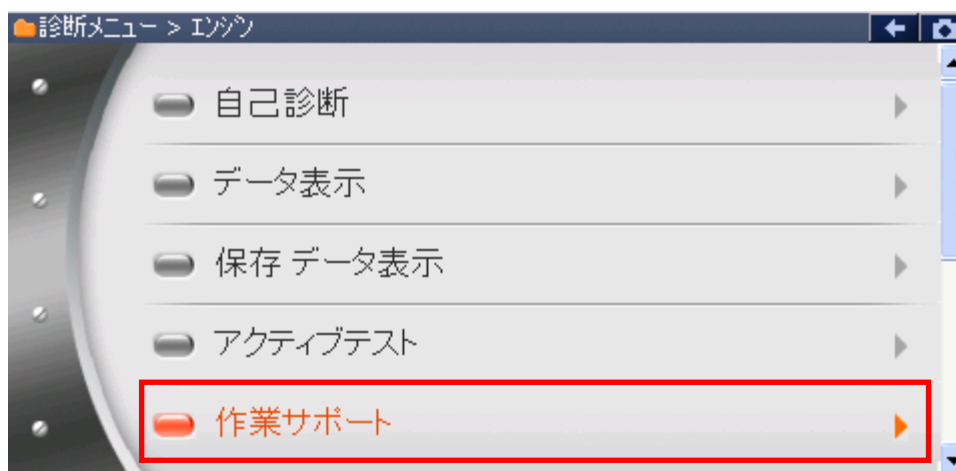 診断メニュー > エンジン
自己診断
データ表示
保存 データ表示
アクティブテスト
作業サポート